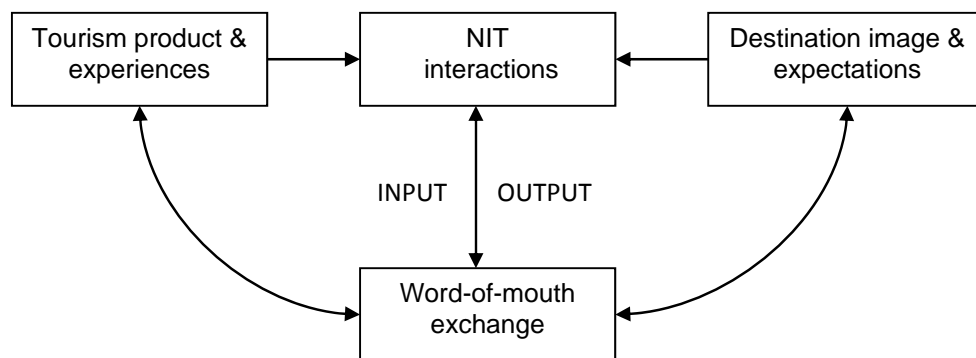 Tourism product &
experiences
NIT
interactions
Destination image &
expectations
INPUT
OUTPUT
Word-of-mouth
exchange